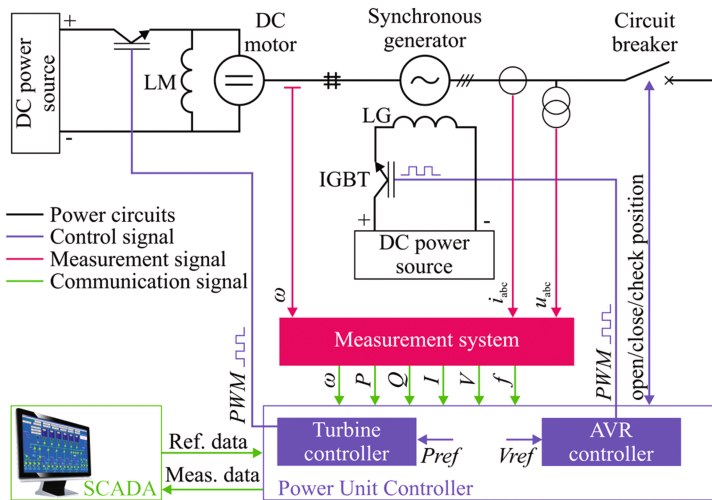 DC power
source
+
-
LM
DC
motor
Synchronous
generator
Circuit
breaker
LG
IGBT
+
-
DC power
source
Power circuits
Control signal
Measurement signal
Communication signal
ω
i abc
u abc
open/close/check position
Measurement system
PWM
PWM
ω
P
Q
I
V
f
Turbine
controller
Pref
Vref
AVR
controller
Power Unit Controller
Ref. data
Meas. data
SCADA